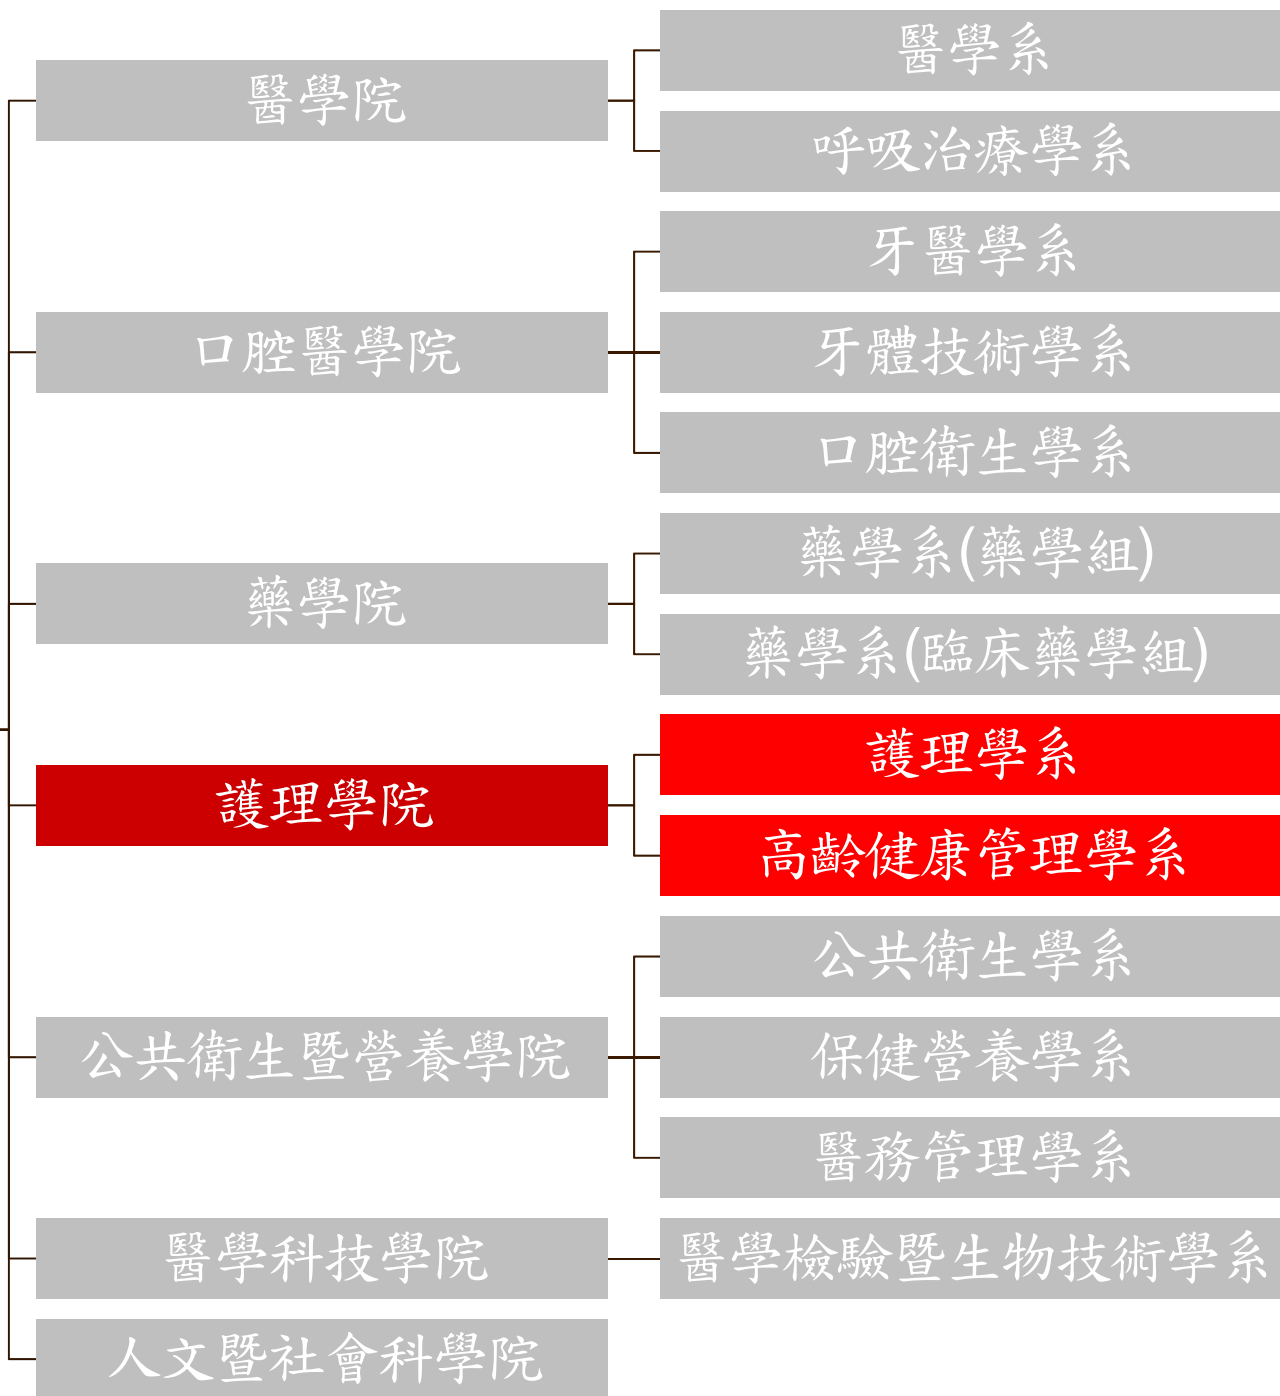 醫學院
醫學系
呼吸治療學系
口腔醫學院
牙醫學系
牙體技術學系
口腔衛生學系
藥學院
藥學系(藥學組)
藥學系(臨床藥學組)
護理學院
護理學系
高齡健康管理學系
公共衛生暨營養學院
公共衛生學系
保健營養學系
醫務管理學系
醫學科技學院
醫學檢驗暨生物技術學系
人文暨社會科學院